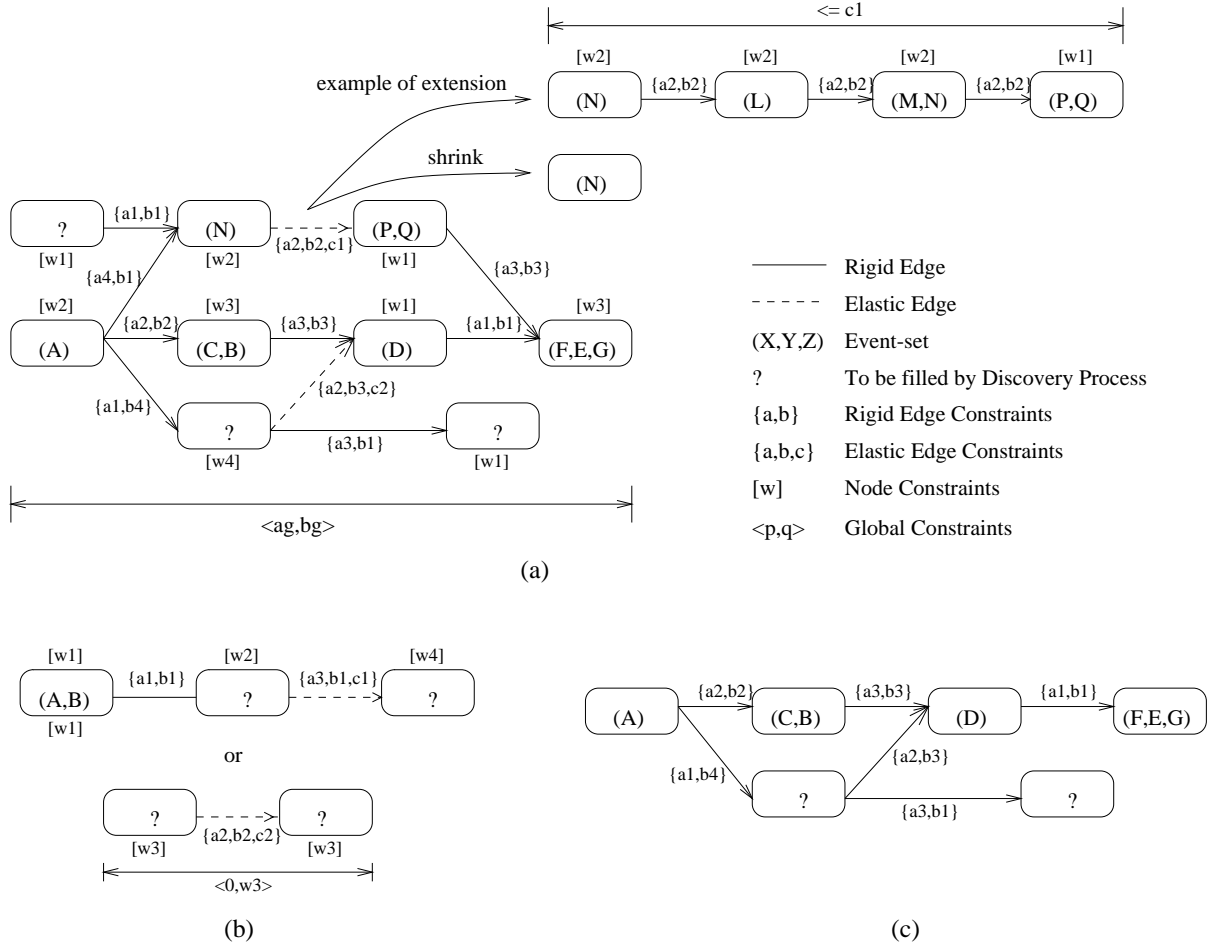 <= c1
[w2] [w2] [w2] [w1]
example of extension
{a2,b2} {a2,b2} {a2,b2}
(N) (L) (M,N) (P,Q)
shrink
(N)
{a1,b1}
? (N) (P,Q)
{a2,b2,c1}
[w1] [w2] [w1]
{a4,b1} {a3,b3}
[w2] [w3] [w1] [w3]
{a2,b2} {a3,b3} {a1,b1}
(A) (C,B) (D) (F,E,G)
{a2,b3,c2}
{a1,b4}
? {a3,b1} ?
[w4] [w1]
<ag,bg>
Rigid Edge
Elastic Edge
(X,Y,Z) Event-set
? To be filled by Discovery Process
{a,b} Rigid Edge Constraints
{a,b,c} Elastic Edge Constraints
[w] Node Constraints
<p,q> Global Constraints
(a)
[w1] [w2] [w4]
{a1,b1} {a3,b1,c1}
(A,B) ? ?
[w1]
or
? ?
{a2,b2,c2}
[w3] [w3]
<0,w3>
(b)
{a2,b2} {a3,b3} {a1,b1}
(A) (C,B) (D) (F,E,G)
{a1,b4} {a2,b3}
? {a3,b1} ?
(c)